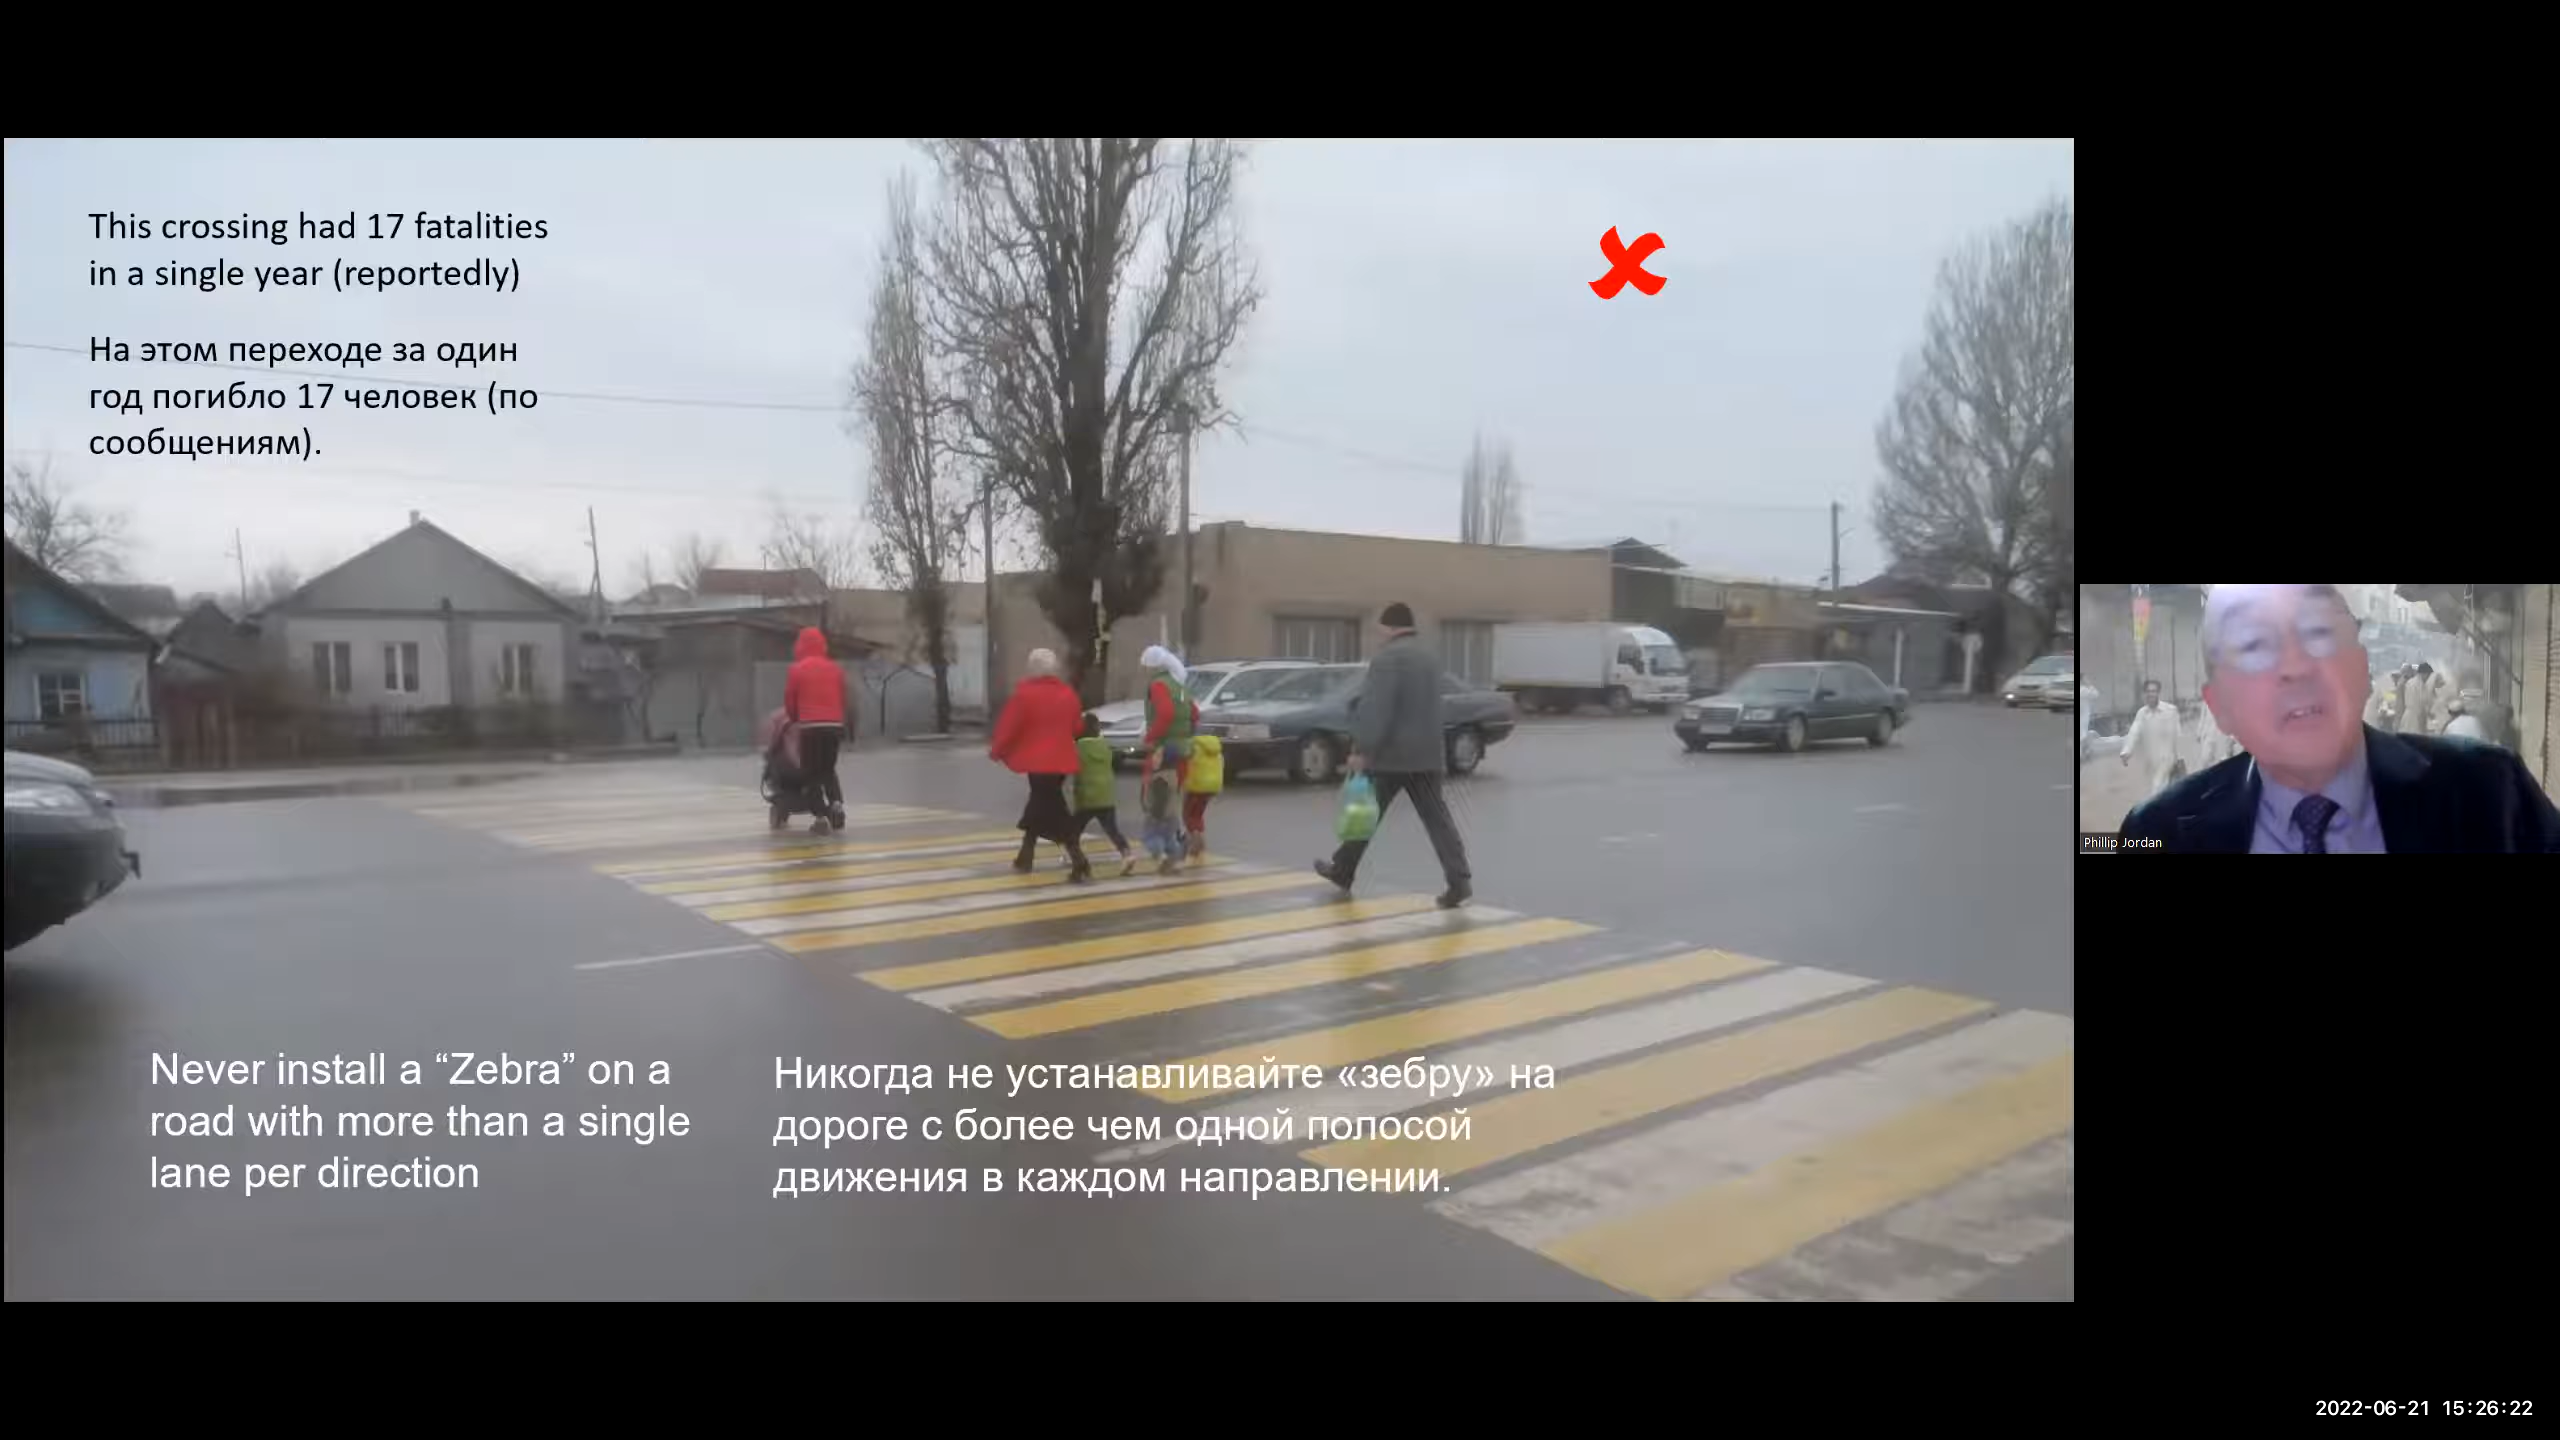 This crossing had 17 fatalities
in a single year (reportedly)
На этом переходе за один
год погибло 17 человек (по
сообщениям).
Never install a “Zebra” on a
road with more than a single
lane per direction
Никогда не устанавливайте «зебру» на
дороге с более чем одной полосой
движения в каждом направлении.
Phillip Jordan
2022-06-21 15:26:22